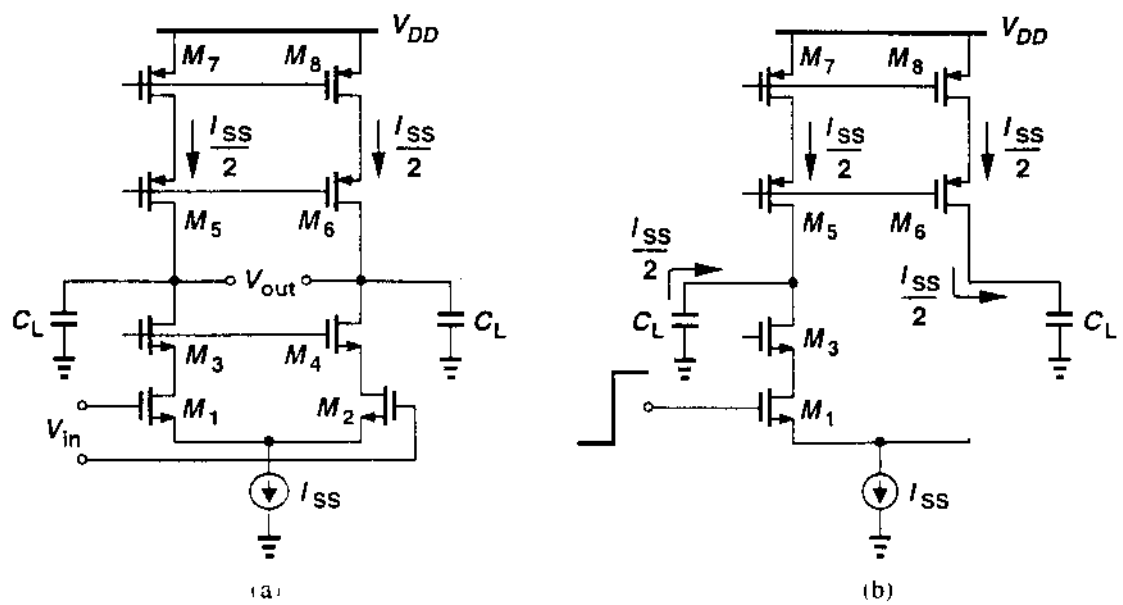 V_DD
M_7
M_8
I_SS/2
I_SS/2
M_5
M_6
V_out
C_L
C_L
M_3
M_4
V_in
M_1
M_2
I_SS
(a)
V_DD
M_7
M_8
I_SS/2
I_SS/2
M_5
M_6
I_SS/2
I_SS/2
C_L
C_L
M_3
M_1
I_SS
(b)